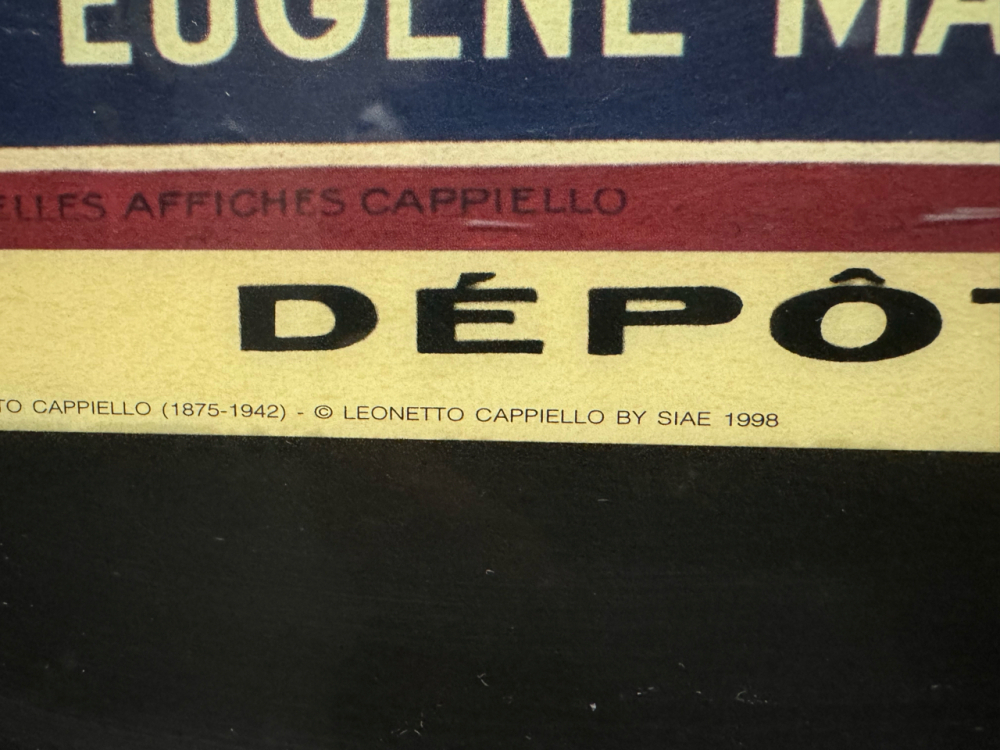 EUGÈNE MA
ELLES AFFICHES CAPPIELLO
DÉPÔT
TO CAPPIELLO (1875-1942) - © LEONETTO CAPPIELLO BY SIAE 1998